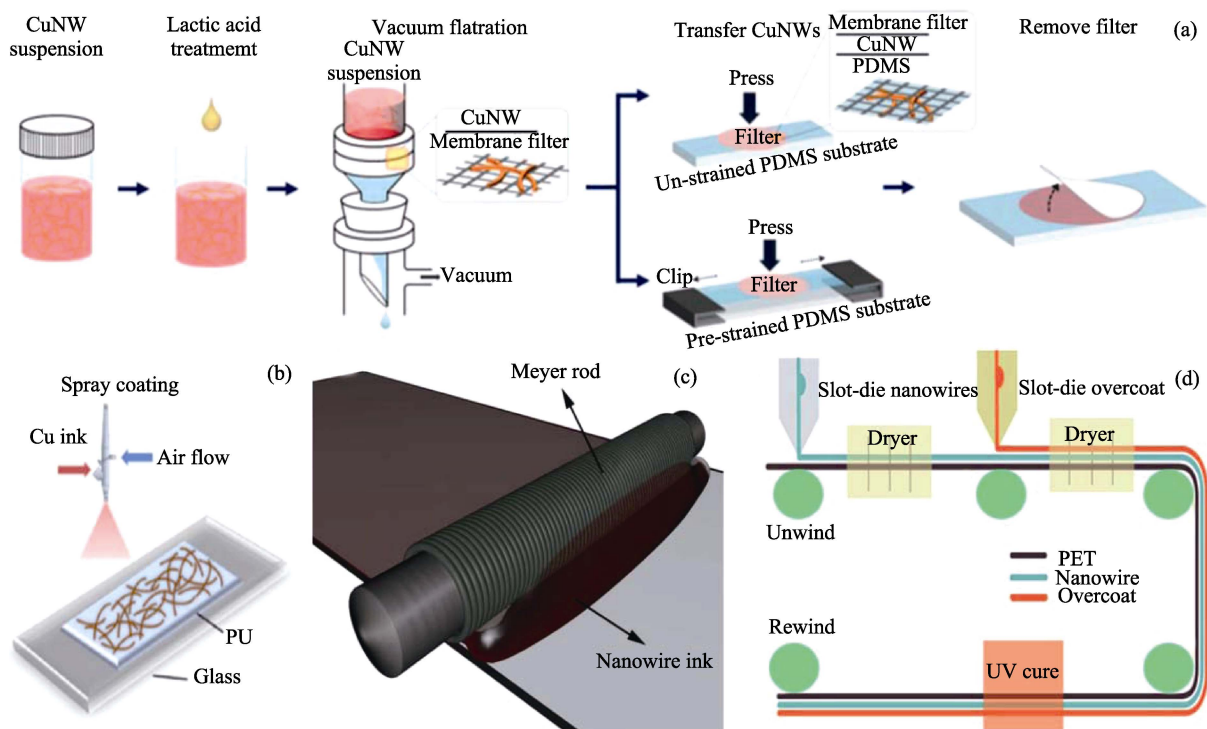 CuNW
suspension
Lactic acid
treatmemt
Vacuum flatration
CuNW
suspension
CuNW
Membrane filter
Vacuum
Transfer CuNWs
Membrane filter
CuNW
PDMS
Press
Filter
Un-strained PDMS substrate
Press
Clip
Filter
Pre-strained PDMS substrate
Remove filter
(a)
(b)
Spray coating
Cu ink
Air flow
PU
Glass
(c)
Meyer rod
Nanowire ink
(d)
Slot-die nanowires
Slot-die overcoat
Dryer
Dryer
Unwind
PET
Nanowire
Overcoat
Rewind
UV cure